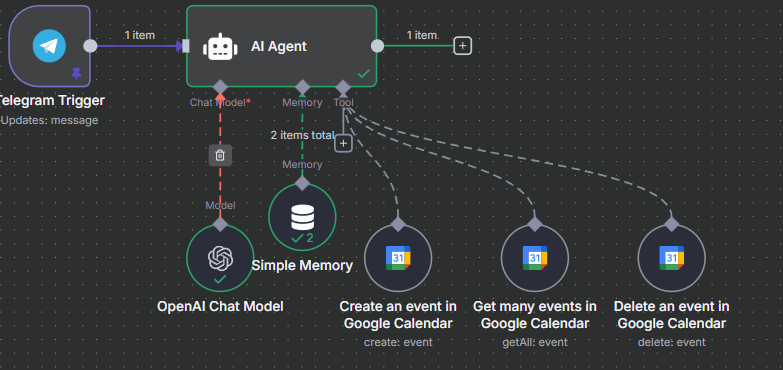 1 item
AI Agent
1 item
Telegram Trigger
Updates: message
Chat Model*
Memory
Tool
2 items total
Memory
Model
2
31
31
31
OpenAI Chat Model
Simple Memory
Create an event in
Google Calendar
create: event
Get many events in
Google Calendar
getAll: event
Delete an event in
Google Calendar
delete: event